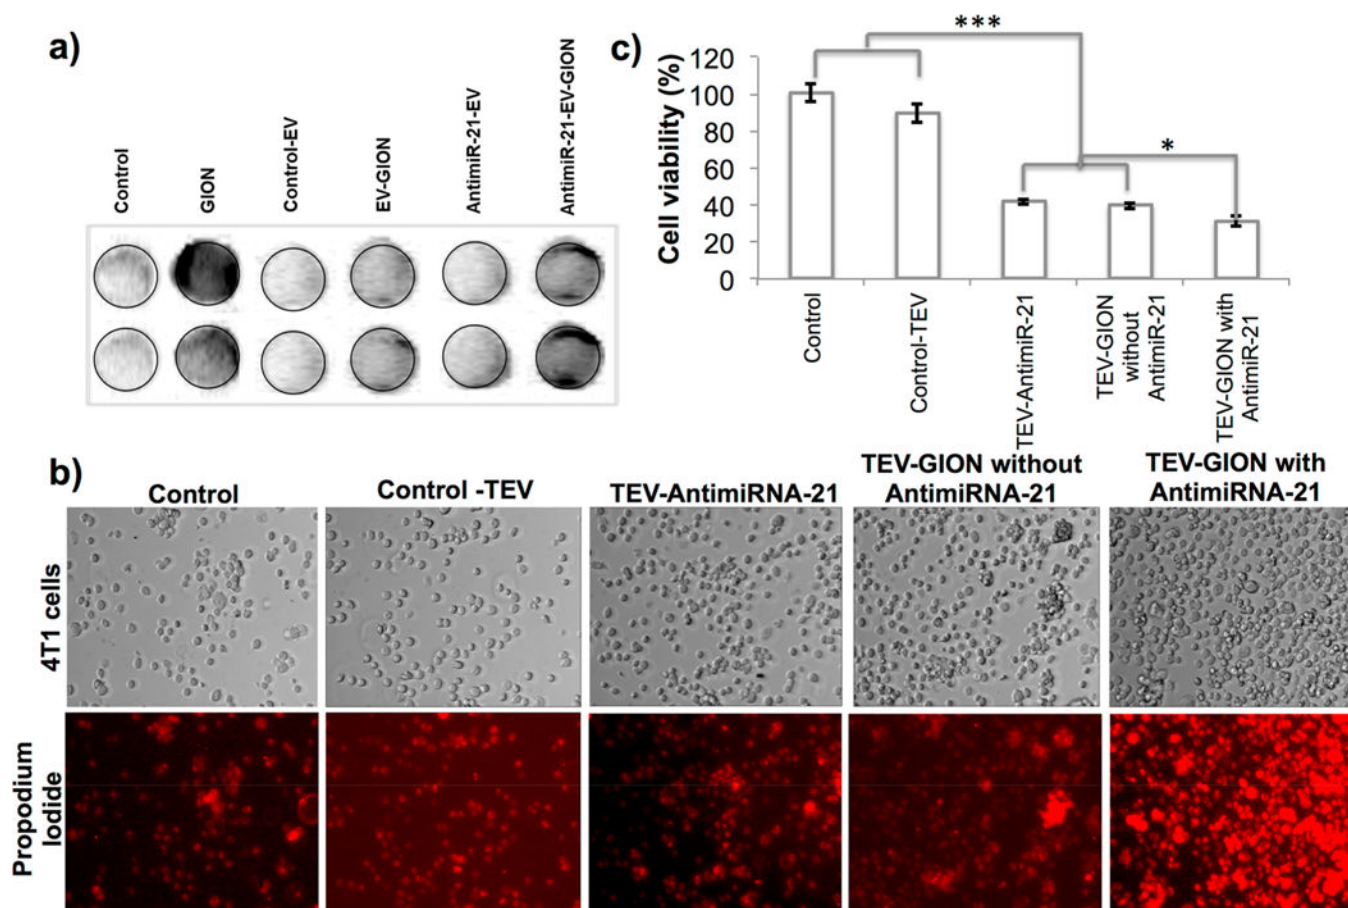 a)
Control
GION
Control-EV
EV-GION
AntimiR-21-EV
AntimiR-21-EV-GION
c)
***
*
Cell viability (%)
120
100
80
60
40
20
0
Control
Control-TEV
TEV-AntimiR-21
TEV-GION
without
AntimiR-21
TEV-GION with
AntimiR-21
b)
Control
Control -TEV
TEV-AntimiRNA-21
TEV-GION without
AntimiRNA-21
TEV-GION with
AntimiRNA-21
4T1 cells
Propodium
Iodide